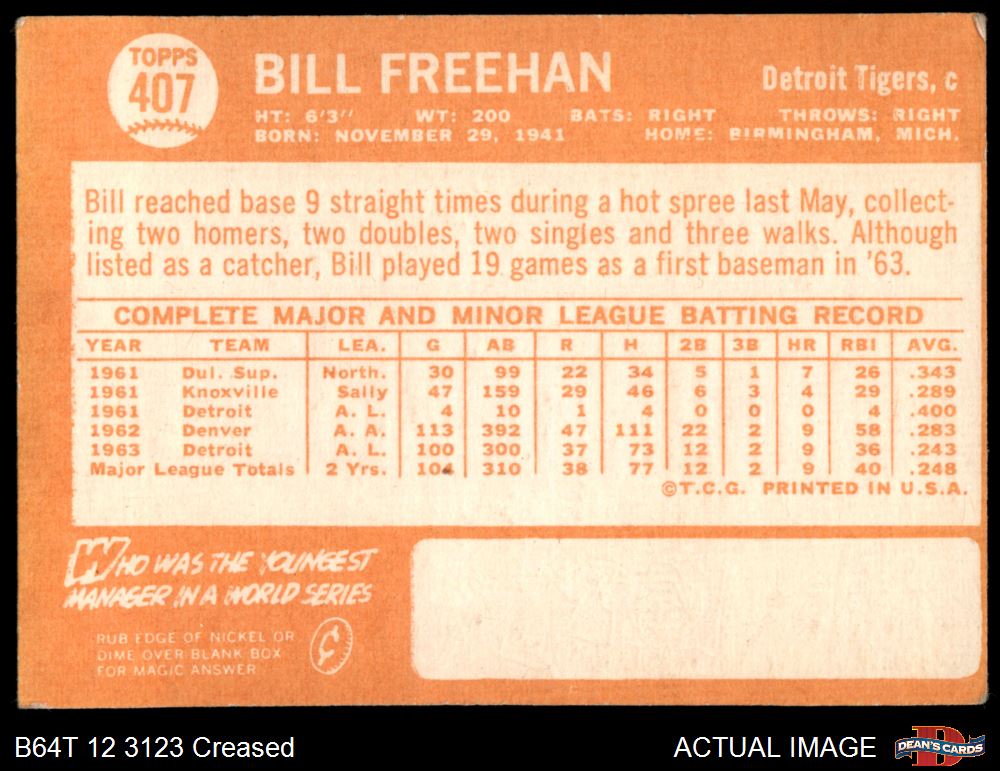 TOPPS
407
BILL FREEHAN
Detroit Tigers, c
HT: 6'3" WT: 200 BATS: RIGHT THROWS: RIGHT
BORN: NOVEMBER 29, 1941 HOME: BIRMINGHAM, MICH.
Bill reached base 9 straight times during a hot spree last May, collect-
ing two homers, two doubles, two singles and three walks. Although
listed as a catcher, Bill played 19 games as a first baseman in '63.
COMPLETE MAJOR AND MINOR LEAGUE BATTING RECORD
YEAR TEAM LEA. G AB R H 2B 3B HR RBI AVG.
1961 Dul. Sup. North. 30 99 22 34 5 1 7 26 .343
1961 Knoxville Sally 47 159 29 46 6 3 4 29 .289
1961 Detroit A. L. 4 10 1 4 0 0 0 4 .400
1962 Denver A. A. 113 392 47 111 22 2 9 58 .283
1963 Detroit A. L. 100 300 37 73 12 2 9 36 .243
Major League Totals 2 Yrs. 104 310 38 77 12 2 9 40 .248
©T.C.G. PRINTED IN U.S.A.
WHO WAS THE YOUNGEST
MANAGER IN A WORLD SERIES
RUB EDGE OF NICKEL OR
DIME OVER BLANK BOX
FOR MAGIC ANSWER
¢
B64T 12 3123 Creased
ACTUAL IMAGE
DEAN'S CARDS